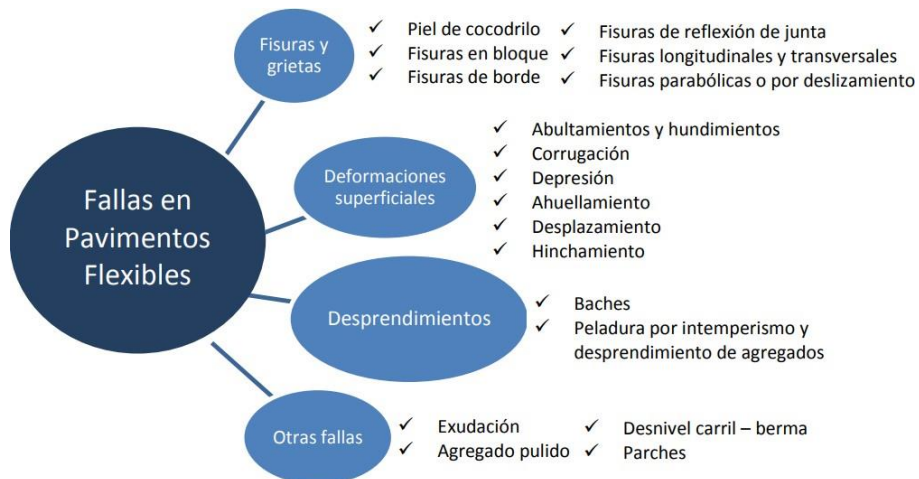 Fallas en
Pavimentos
Flexibles
Fisuras y
grietas
✓ Piel de cocodrilo
✓ Fisuras en bloque
✓ Fisuras de borde
✓ Fisuras de reflexión de junta
✓ Fisuras longitudinales y transversales
✓ Fisuras parabólicas o por deslizamiento
Deformaciones
superficiales
✓ Abultamientos y hundimientos
✓ Corrugación
✓ Depresión
✓ Ahuellamiento
✓ Desplazamiento
✓ Hinchamiento
Desprendimientos
✓ Baches
✓ Peladura por intemperismo y
desprendimiento de agregados
Otras fallas
✓ Exudación
✓ Agregado pulido
✓ Desnivel carril – berma
✓ Parches